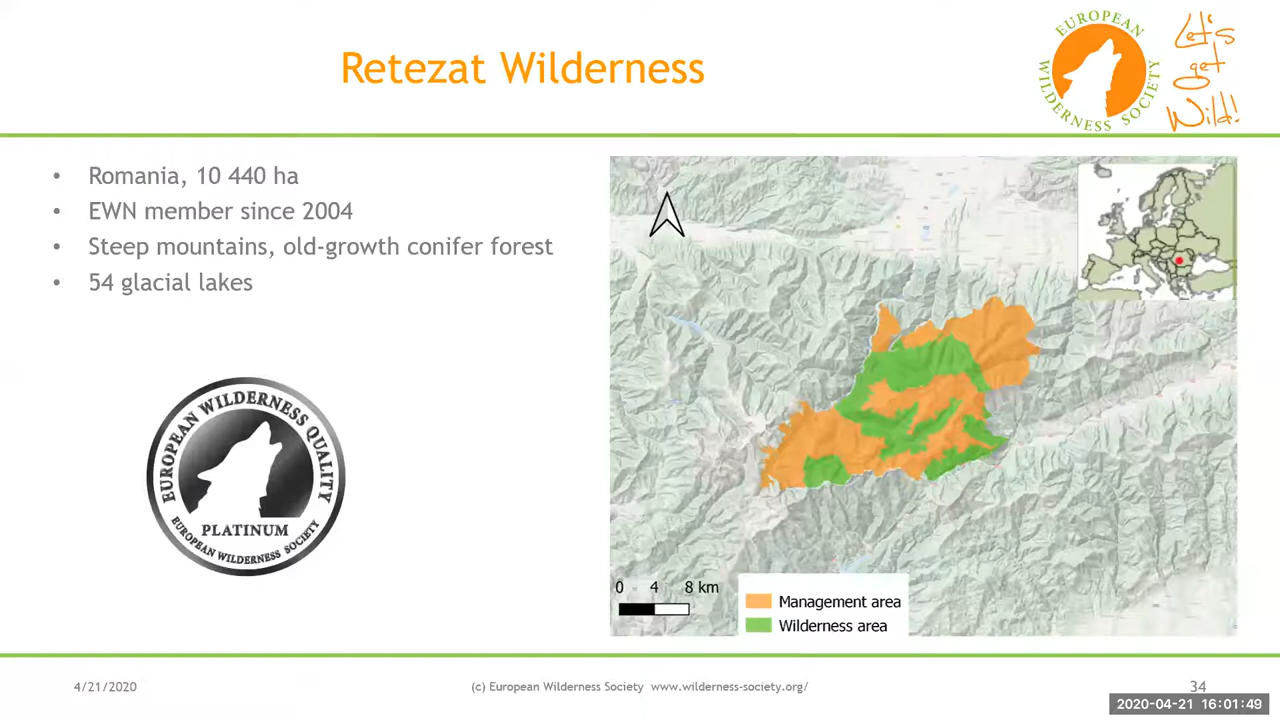 Retezat Wilderness
EUROPEAN
WILDERNESS SOCIETY
Let's
get
Wild!
• Romania, 10 440 ha
• EWN member since 2004
• Steep mountains, old-growth conifer forest
• 54 glacial lakes
EUROPEAN WILDERNESS QUALITY
PLATINUM
EUROPEAN WILDERNESS SOCIETY
0 4 8 km
Management area
Wilderness area
4/21/2020
(c) European Wilderness Society www.wilderness-society.org/
34
2020-04-21 16:01:49